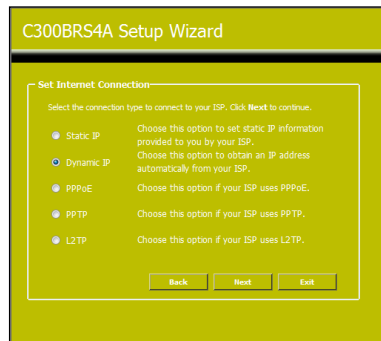 C300BRS4A Setup Wizard
Set Internet Connection
Select the connection type to connect to your ISP. Click Next to continue.
Static IP
Choose this option to set static IP information
provided to you by your ISP.
Dynamic IP
Choose this option to obtain an IP address
automatically from your ISP.
PPPoE
Choose this option if your ISP uses PPPoE.
PPTP
Choose this option if your ISP uses PPTP.
L2TP
Choose this option if your ISP uses L2TP.
Back
Next
Exit